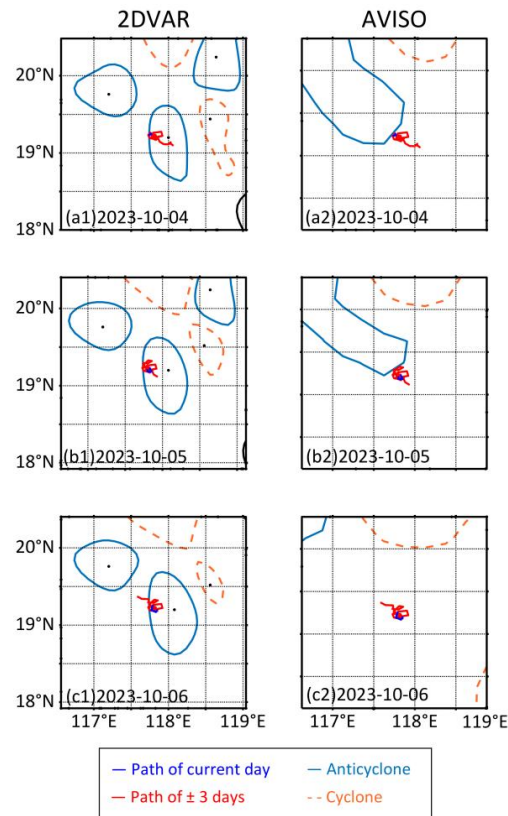 2DVAR AVISO
20°N
19°N
18°N
(a1)2023-10-04 (a2)2023-10-04
20°N
19°N
18°N
(b1)2023-10-05 (b2)2023-10-05
20°N
19°N
18°N
(c1)2023-10-06 (c2)2023-10-06
117°E 118°E 119°E 117°E 118°E 119°E
Path of current day Anticyclone
Path of ± 3 days Cyclone